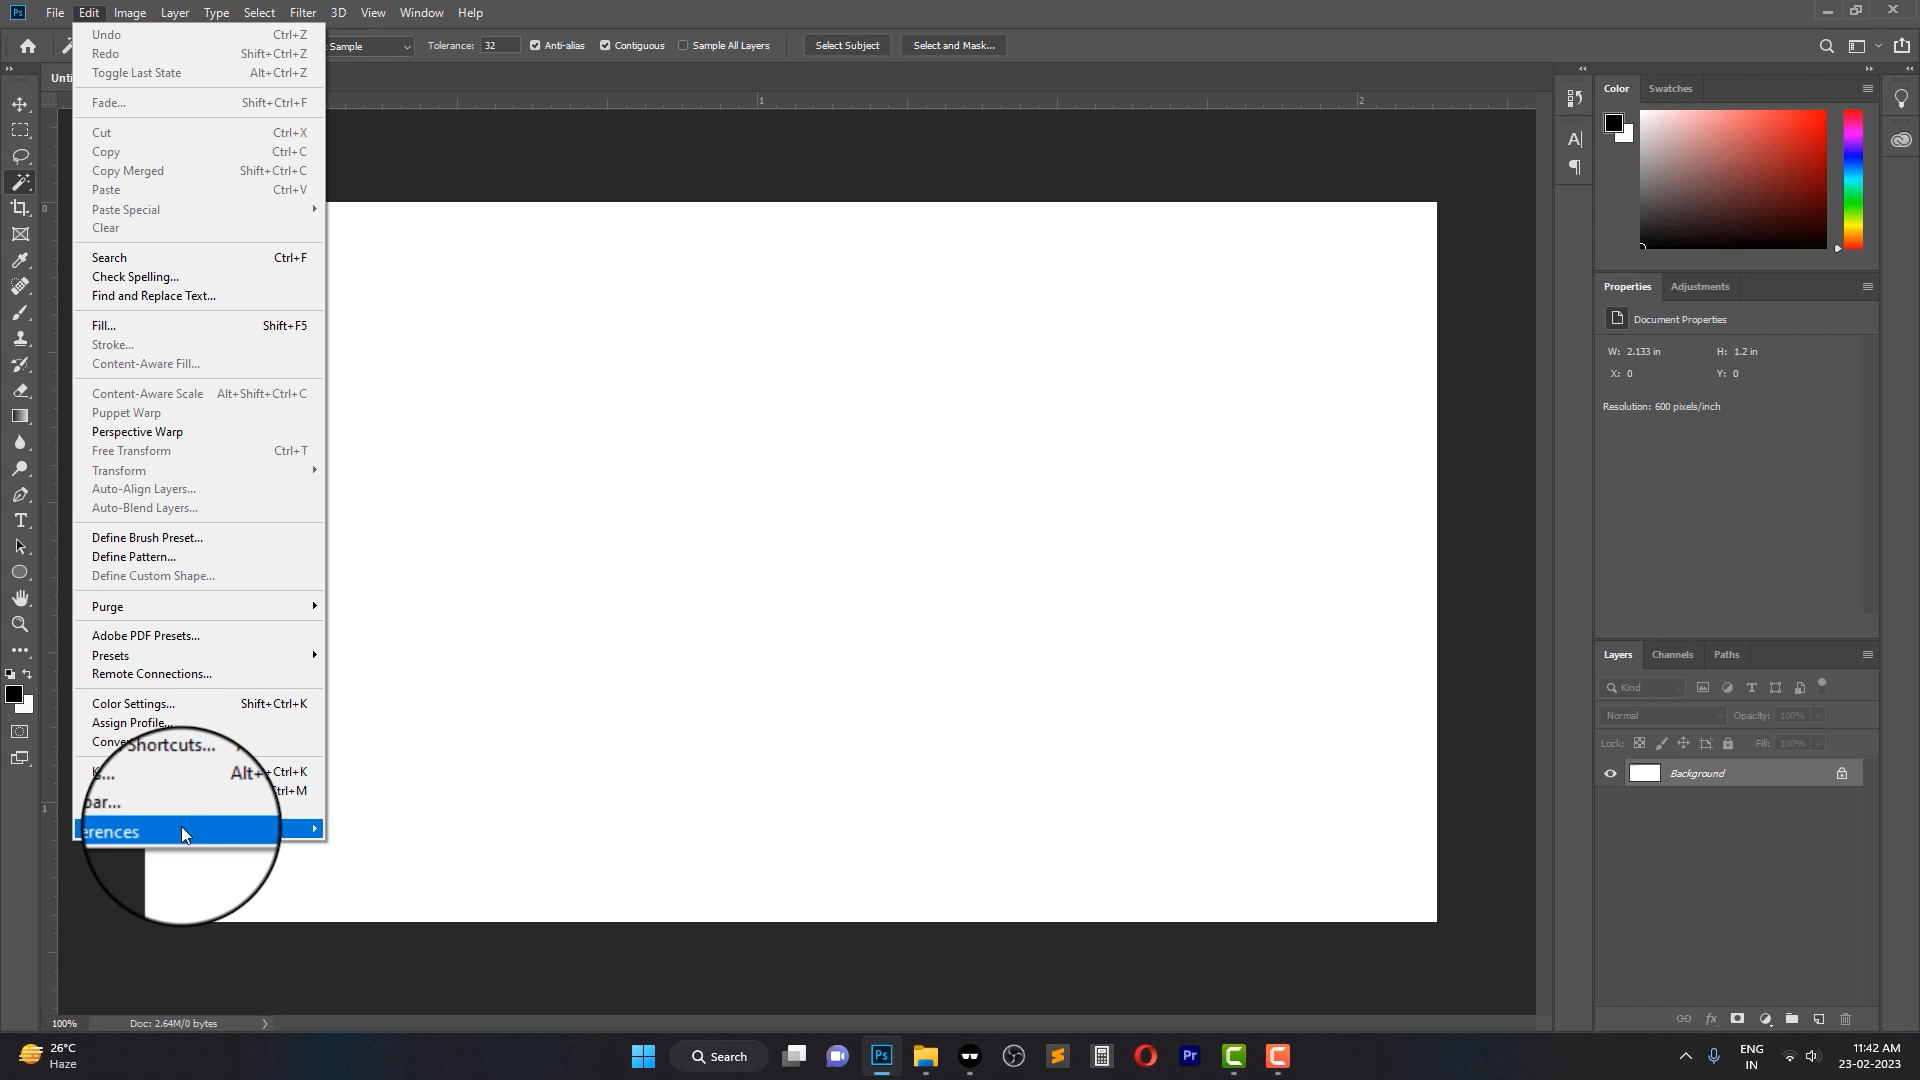 Ps File Edit Image Layer Type Select Filter 3D View Window Help
Sample Tolerance: 32 Anti-alias Contiguous Sample All Layers Select Subject Select and Mask...
Undo Ctrl+Z
Redo Shift+Ctrl+Z
Toggle Last State Alt+Ctrl+Z
Fade... Shift+Ctrl+F
Cut Ctrl+X
Copy Ctrl+C
Copy Merged Shift+Ctrl+C
Paste Ctrl+V
Paste Special
Clear
Search Ctrl+F
Check Spelling...
Find and Replace Text...
Fill... Shift+F5
Stroke...
Content-Aware Fill...
Content-Aware Scale Alt+Shift+Ctrl+C
Puppet Warp
Perspective Warp
Free Transform Ctrl+T
Transform
Auto-Align Layers...
Auto-Blend Layers...
Define Brush Preset...
Define Pattern...
Define Custom Shape...
Purge
Adobe PDF Presets...
Presets
Remote Connections...
Color Settings... Shift+Ctrl+K
Assign Profile...
Shortcuts...
Alt+ Ctrl+K
bar...
erences
Unti
1 2
0
1
Color Swatches
Properties Adjustments
Document Properties
W: 2.133 in H: 1.2 in
X: 0 Y: 0
Resolution: 600 pixels/inch
Layers Channels Paths
Kind
Normal Opacity: 100%
Lock: Fill: 100%
Background
fx
100% Doc: 2.64M/0 bytes
26°C
Haze
Search
Ps
Pr
ENG
IN
11:42 AM
23-02-2023